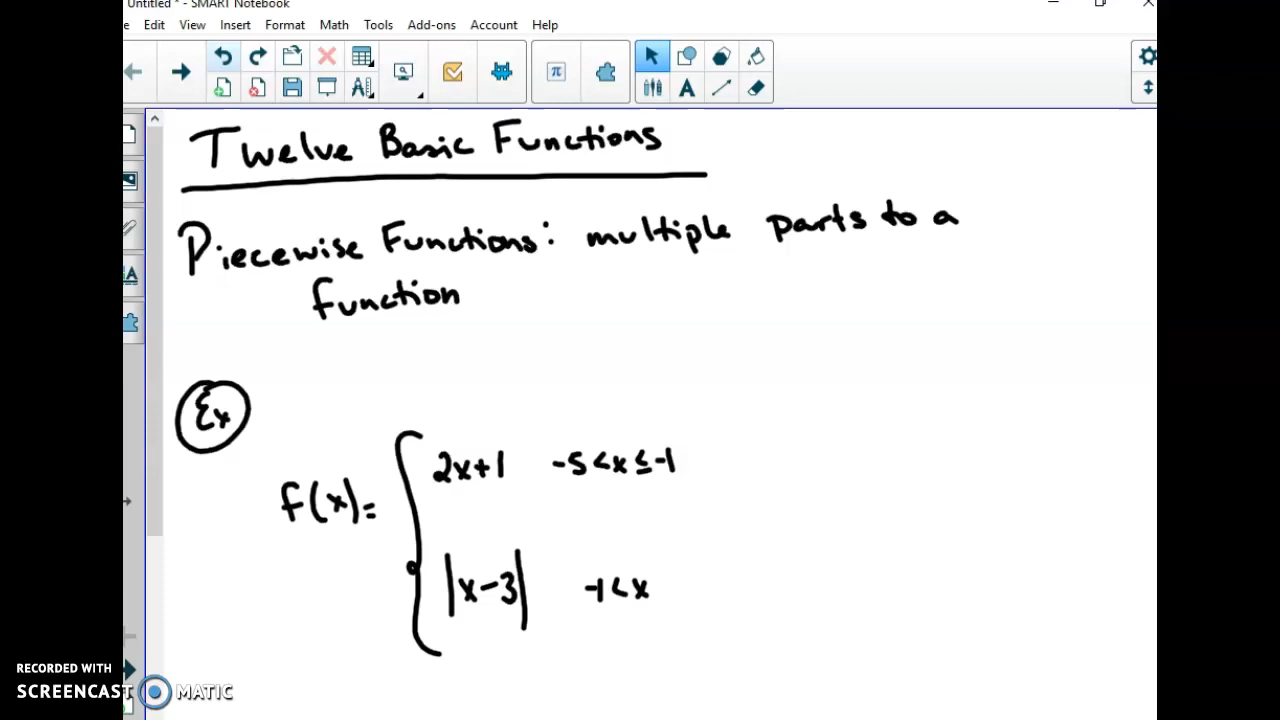 Untitled * - SMART Notebook
Edit View Insert Format Math Tools Add-ons Account Help
π
A
A
Twelve Basic Functions
Piecewise Functions: multiple parts to a
function
Ex
f(x)= { 2x+1 -5<x≤-1
|x-3| -1<x
RECORDED WITH
SCREENCAST MATIC